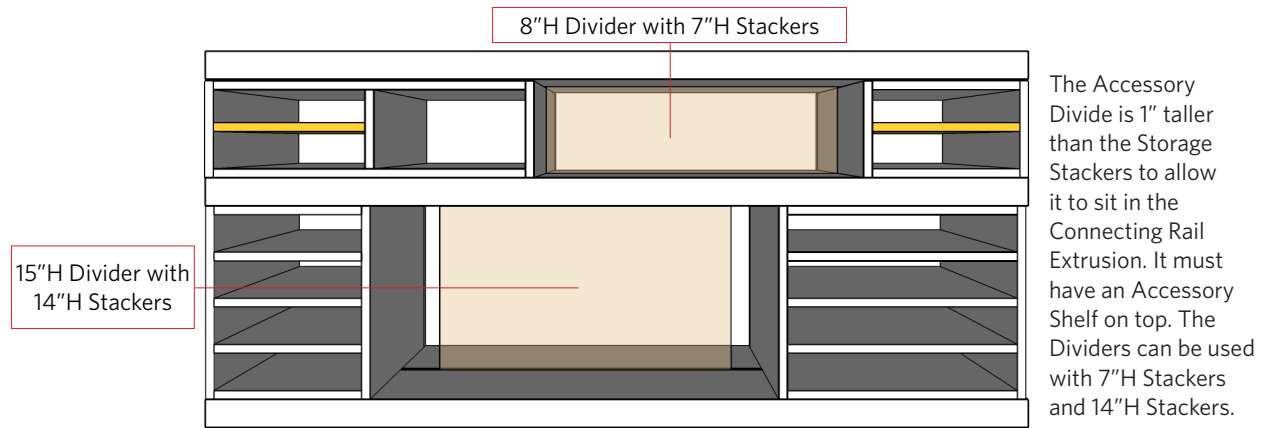 8”H Divider with 7”H Stackers
15”H Divider with
14”H Stackers
The Accessory
Divide is 1” taller
than the Storage
Stackers to allow
it to sit in the
Connecting Rail
Extrusion. It must
have an Accessory
Shelf on top. The
Dividers can be used
with 7”H Stackers
and 14”H Stackers.